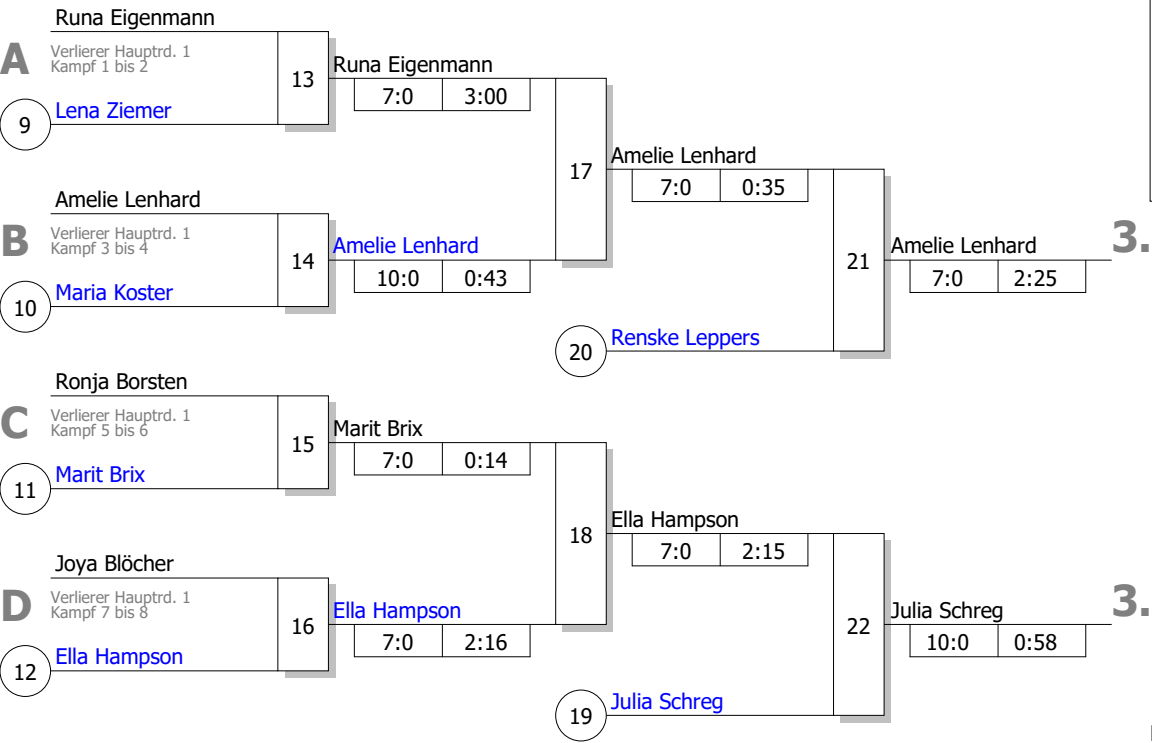 Runa Eigenmann
A
Verlierer Hauptrd. 1
Kampf 1 bis 2
13
Runa Eigenmann
7:0 3:00
9
Lena Ziemer
17
Amelie Lenhard
7:0 0:35
Amelie Lenhard
B
Verlierer Hauptrd. 1
Kampf 3 bis 4
14
Amelie Lenhard
10:0 0:43
10
Maria Koster
21
Amelie Lenhard
7:0 2:25
3.
20
Renske Leppers
Ronja Borsten
C
Verlierer Hauptrd. 1
Kampf 5 bis 6
15
Marit Brix
7:0 0:14
11
Marit Brix
18
Ella Hampson
7:0 2:15
Joya Blöcher
D
Verlierer Hauptrd. 1
Kampf 7 bis 8
16
Ella Hampson
7:0 2:16
12
Ella Hampson
22
Julia Schreg
10:0 0:58
3.
19
Julia Schreg